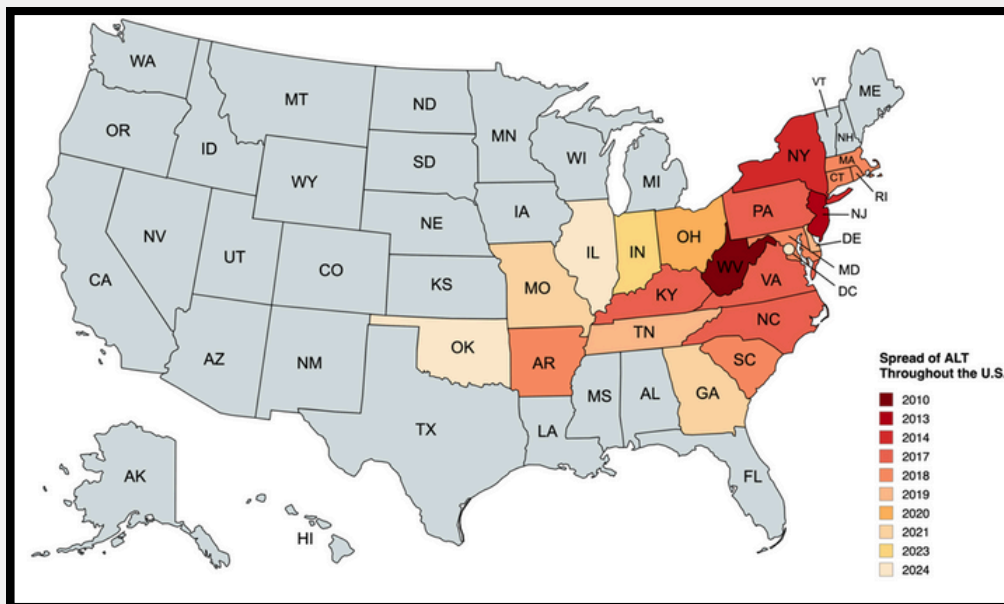 WA
MT
ND
MN
VT
ME
OR
ID
SD
WI
MI
NH
NY
MA
CT
RI
WY
NE
IA
PA
NJ
NV
UT
CO
KS
MO
IL
IN
OH
WV
VA
DE
MD
DC
CA
KY
AZ
NM
OK
AR
TN
NC
SC
TX
LA
MS
AL
GA
FL
AK
HI
Spread of ALT
Throughout the U.S.
2010
2013
2014
2017
2018
2019
2020
2021
2023
2024